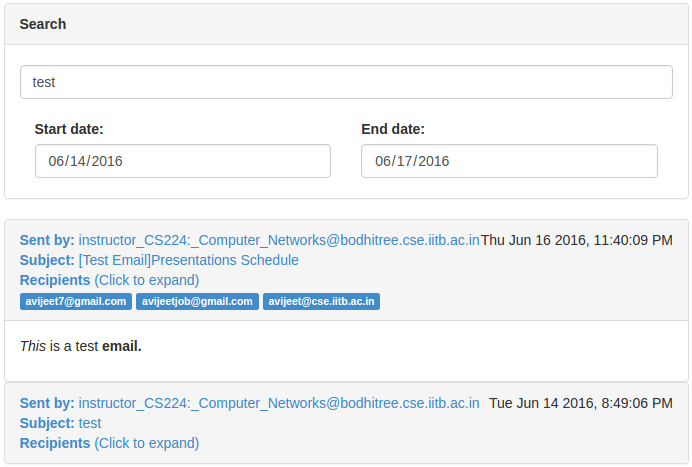 Search
test
Start date: End date:
06/14/2016 06/17/2016
Sent by: instructor_CS224:_Computer_Networks@bodhitree.cse.iitb.ac.in Thu Jun 16 2016, 11:40:09 PM
Subject: [Test Email]Presentations Schedule
Recipients (Click to expand)
avijeet7@gmail.com avijeetjob@gmail.com avijeet@cse.iitb.ac.in
This is a test email.
Sent by: instructor_CS224:_Computer_Networks@bodhitree.cse.iitb.ac.in Tue Jun 14 2016, 8:49:06 PM
Subject: test
Recipients (Click to expand)